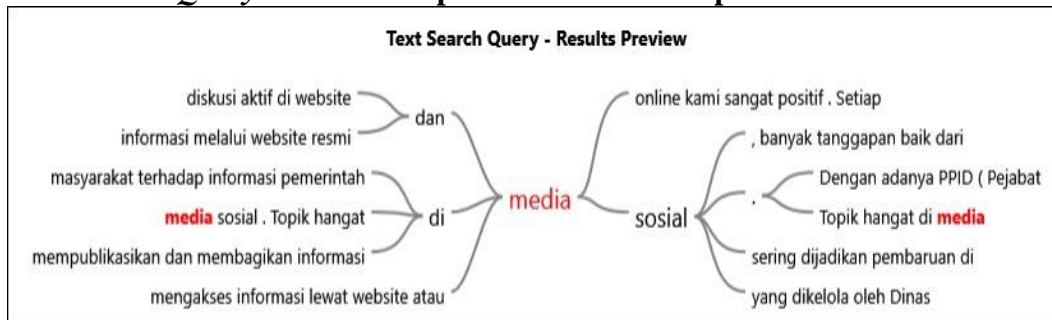 Text Search Query - Results Preview
diskusi aktif di website
informasi melalui website resmi
dan
masyarakat terhadap informasi pemerintah
media sosial . Topik hangat
mempublikasikan dan membagikan informasi
di
mengakses informasi lewat website atau
media
online kami sangat positif . Setiap
sosial
, banyak tanggapan baik dari
.
Dengan adanya PPID ( Pejabat
Topik hangat di media
sering dijadikan pembaruan di
yang dikelola oleh Dinas